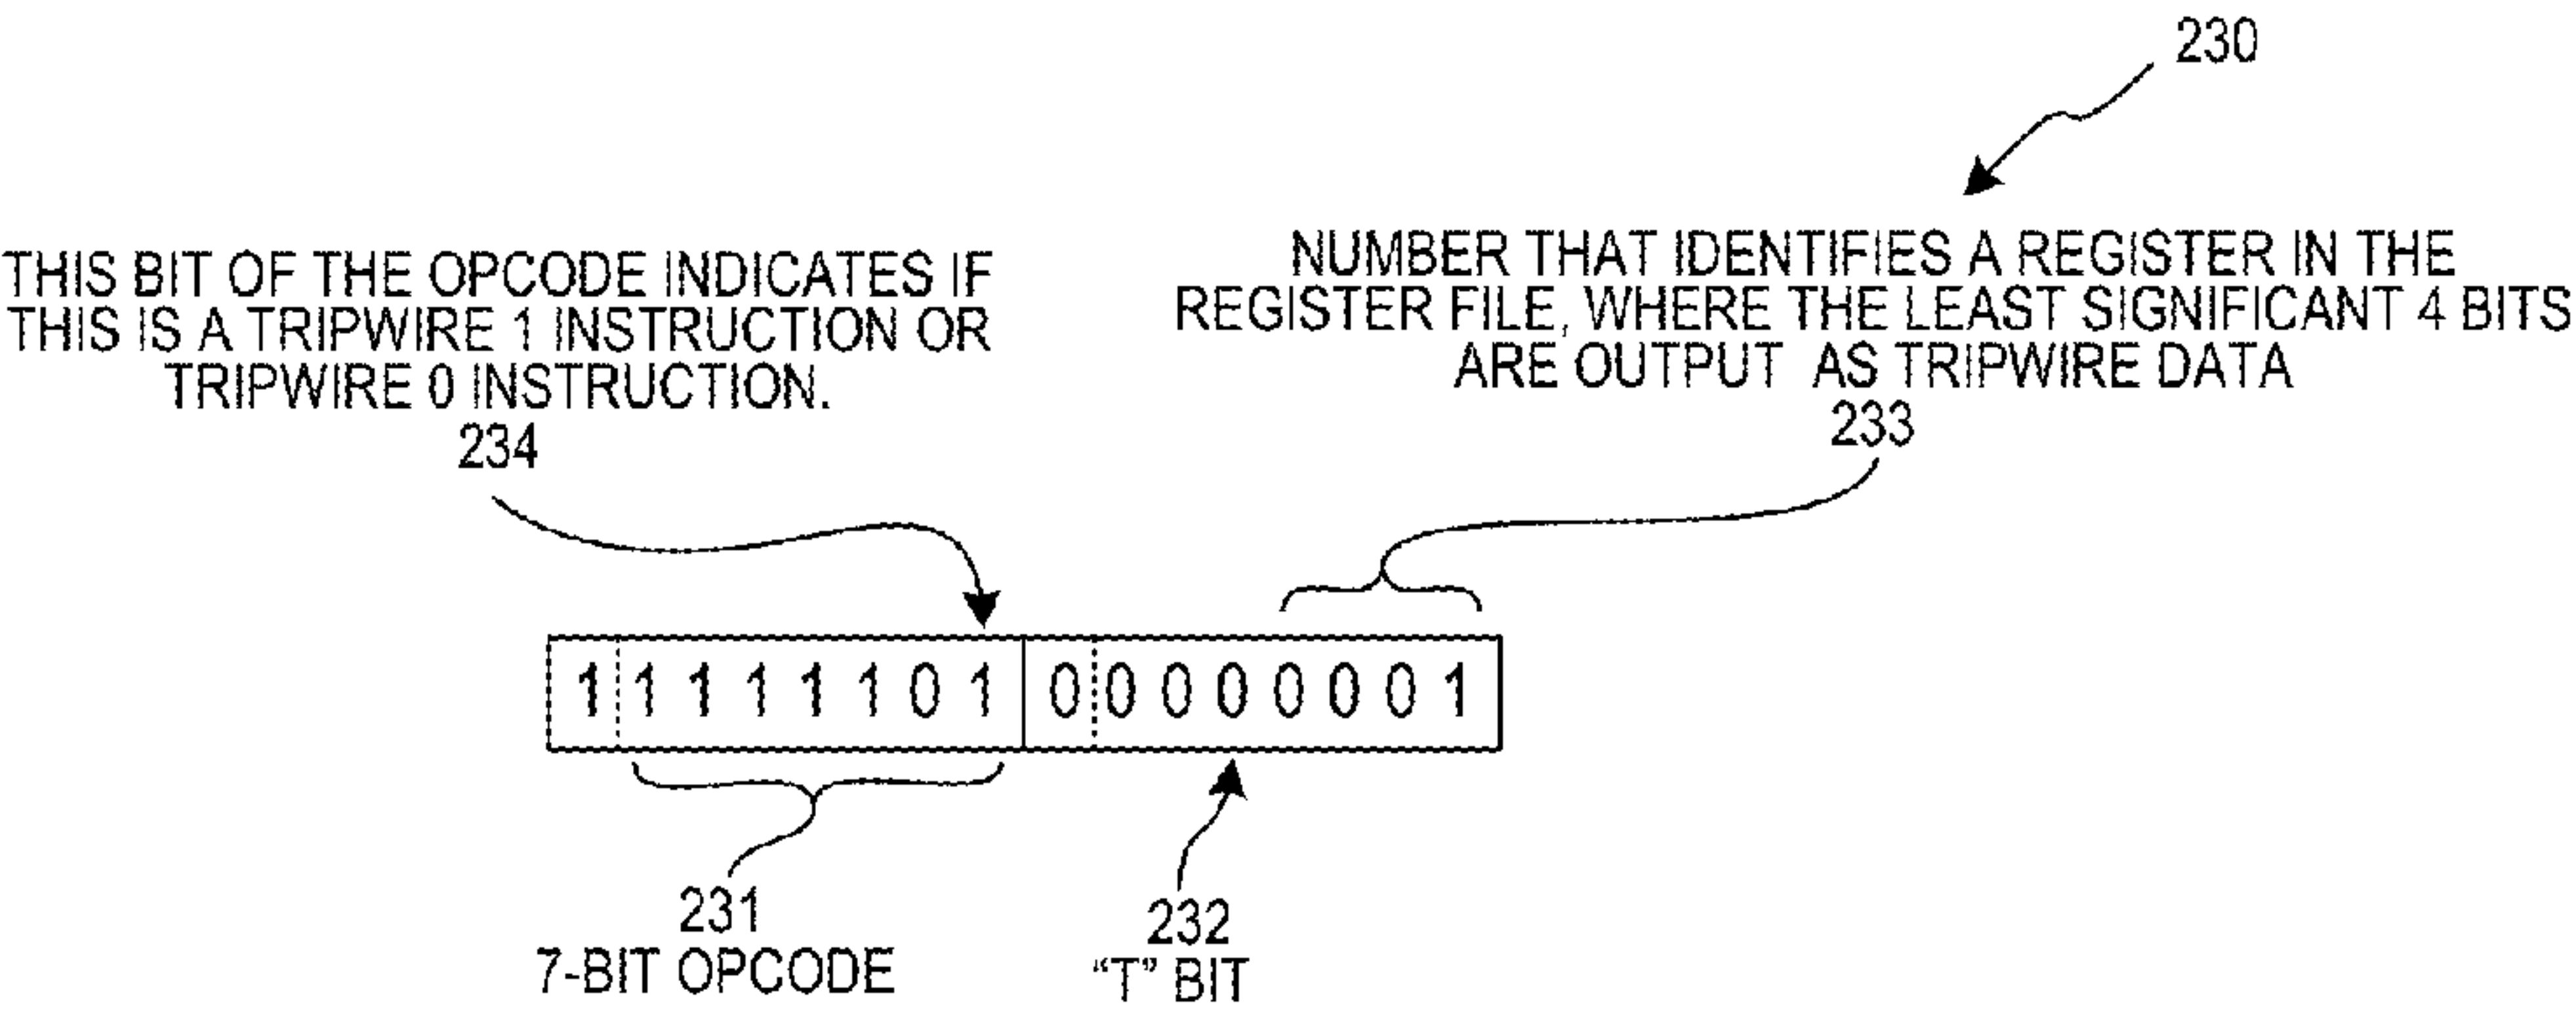 230
THIS BIT OF THE OPCODE INDICATES IF
THIS IS A TRIPWIRE 1 INSTRUCTION OR
TRIPWIRE 0 INSTRUCTION.
234
NUMBER THAT IDENTIFIES A REGISTER IN THE
REGISTER FILE, WHERE THE LEAST SIGNIFICANT 4 BITS
ARE OUTPUT AS TRIPWIRE DATA
233
1 1 1 1 1 1 0 1 0 0 0 0 0 0 0 1
231
7-BIT OPCODE
232
“T” BIT